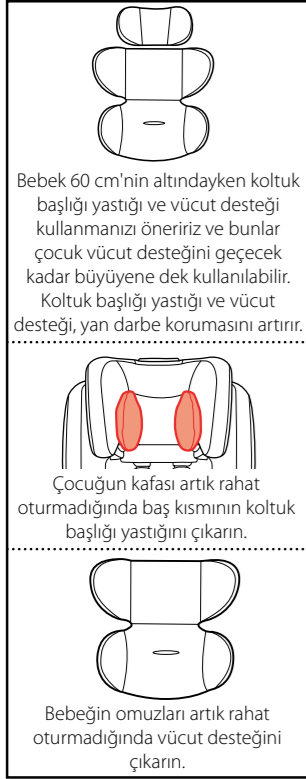 Bebek 60 cm'nin altındayken koltuk
başlığı yastığı ve vücut desteği
kullanmanızı öneririz ve bunlar
çocuk vücut desteğini geçecek
kadar büyüyene dek kullanılabilir.
Koltuk başlığı yastığı ve vücut
desteği, yan darbe korumasını artırır.
Çocuğun kafası artık rahat
oturmadığında baş kısmının koltuk
başlığı yastığını çıkarın.
Bebeğin omuzları artık rahat
oturmadığında vücut desteğini
çıkarın.